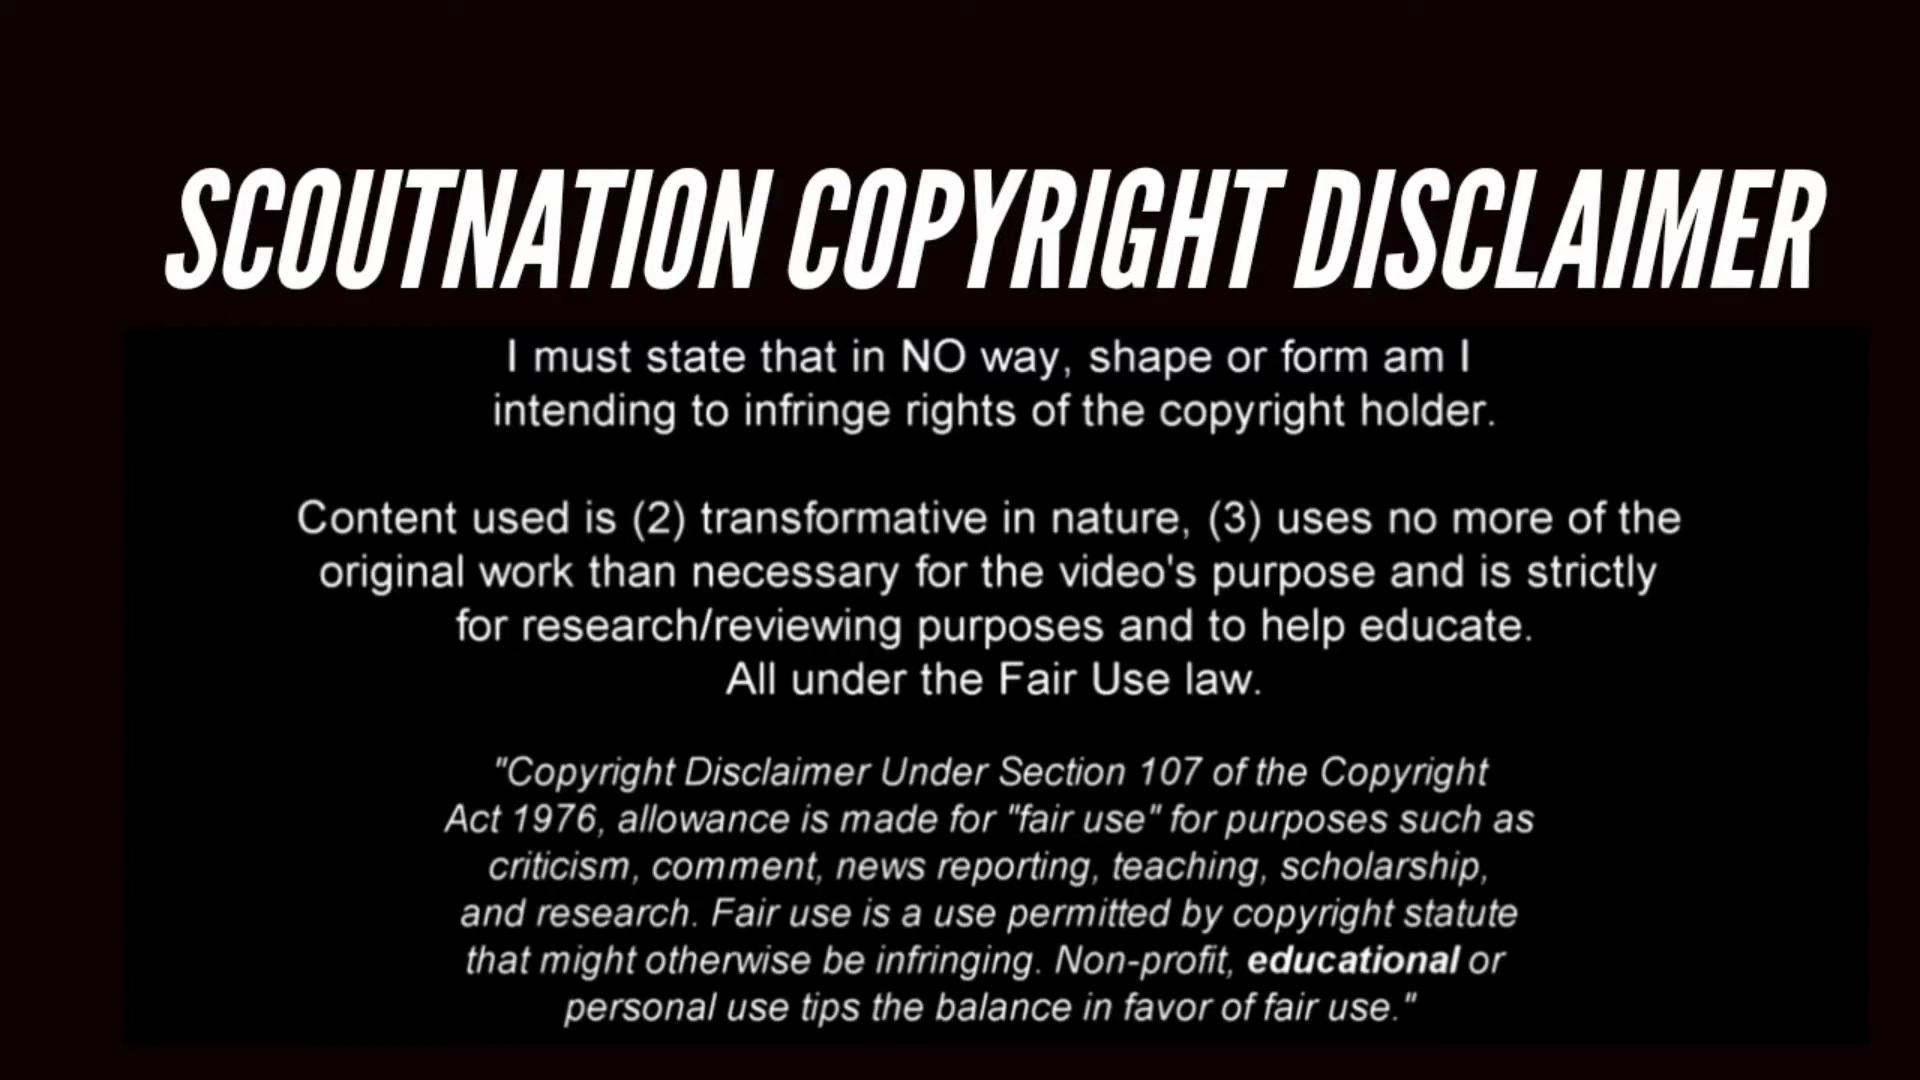 SCOUTNATION COPYRIGHT DISCLAIMER
I must state that in NO way, shape or form am I
intending to infringe rights of the copyright holder.
Content used is (2) transformative in nature, (3) uses no more of the
original work than necessary for the video's purpose and is strictly
for research/reviewing purposes and to help educate.
All under the Fair Use law.
"Copyright Disclaimer Under Section 107 of the Copyright
Act 1976, allowance is made for "fair use" for purposes such as
criticism, comment, news reporting, teaching, scholarship,
and research. Fair use is a use permitted by copyright statute
that might otherwise be infringing. Non-profit, educational or
personal use tips the balance in favor of fair use."